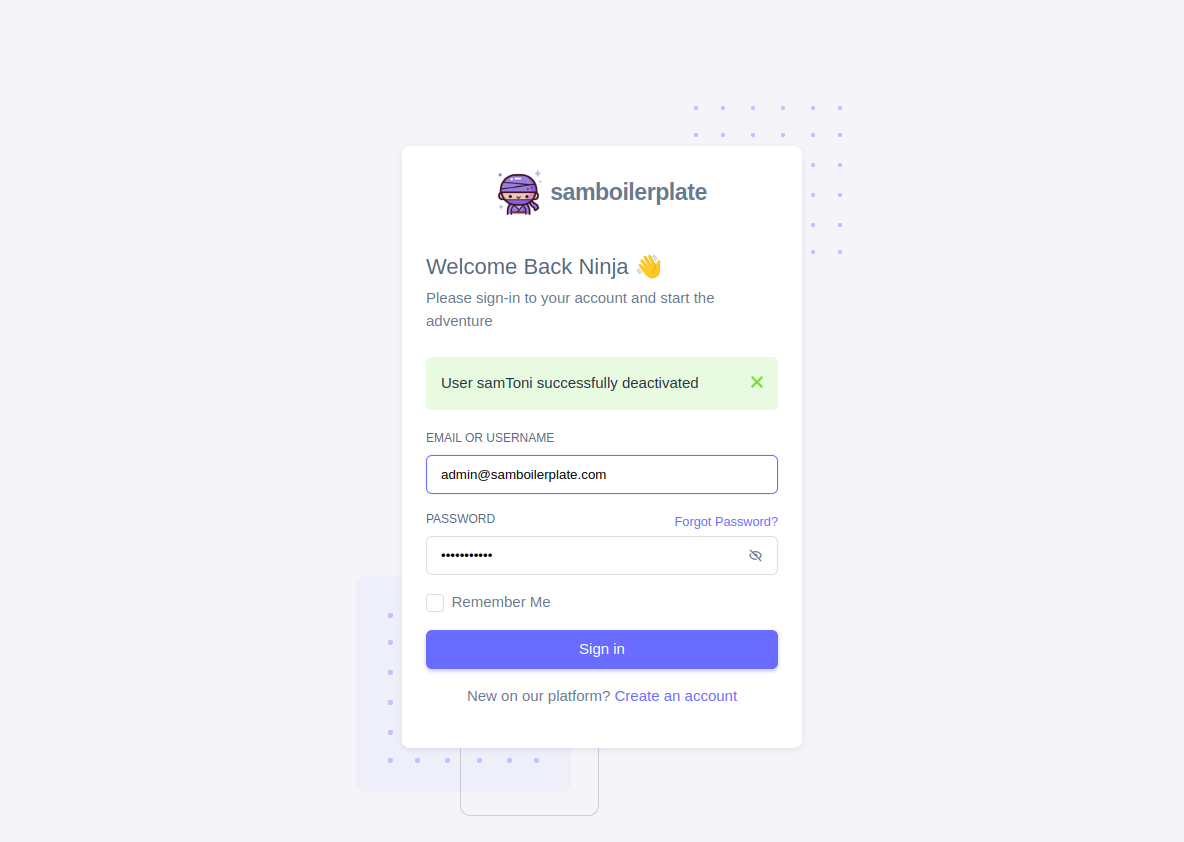 samboilerplate
Welcome Back Ninja 👋
Please sign-in to your account and start the
adventure
User samToni successfully deactivated
EMAIL OR USERNAME
admin@samboilerplate.com
PASSWORD
Forgot Password?
•••••••••••
Remember Me
Sign in
New on our platform? Create an account